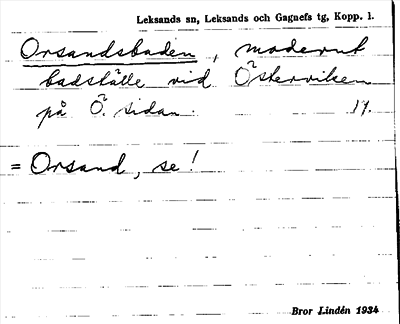 Leksands sn, Leksands och Gagnefs tg, Kopp. l.
Orsandsbaden, modernt
badställe vid Österviken
på Ö. sidan. 17.
= Orsand, se!
Bror Lindén 1934